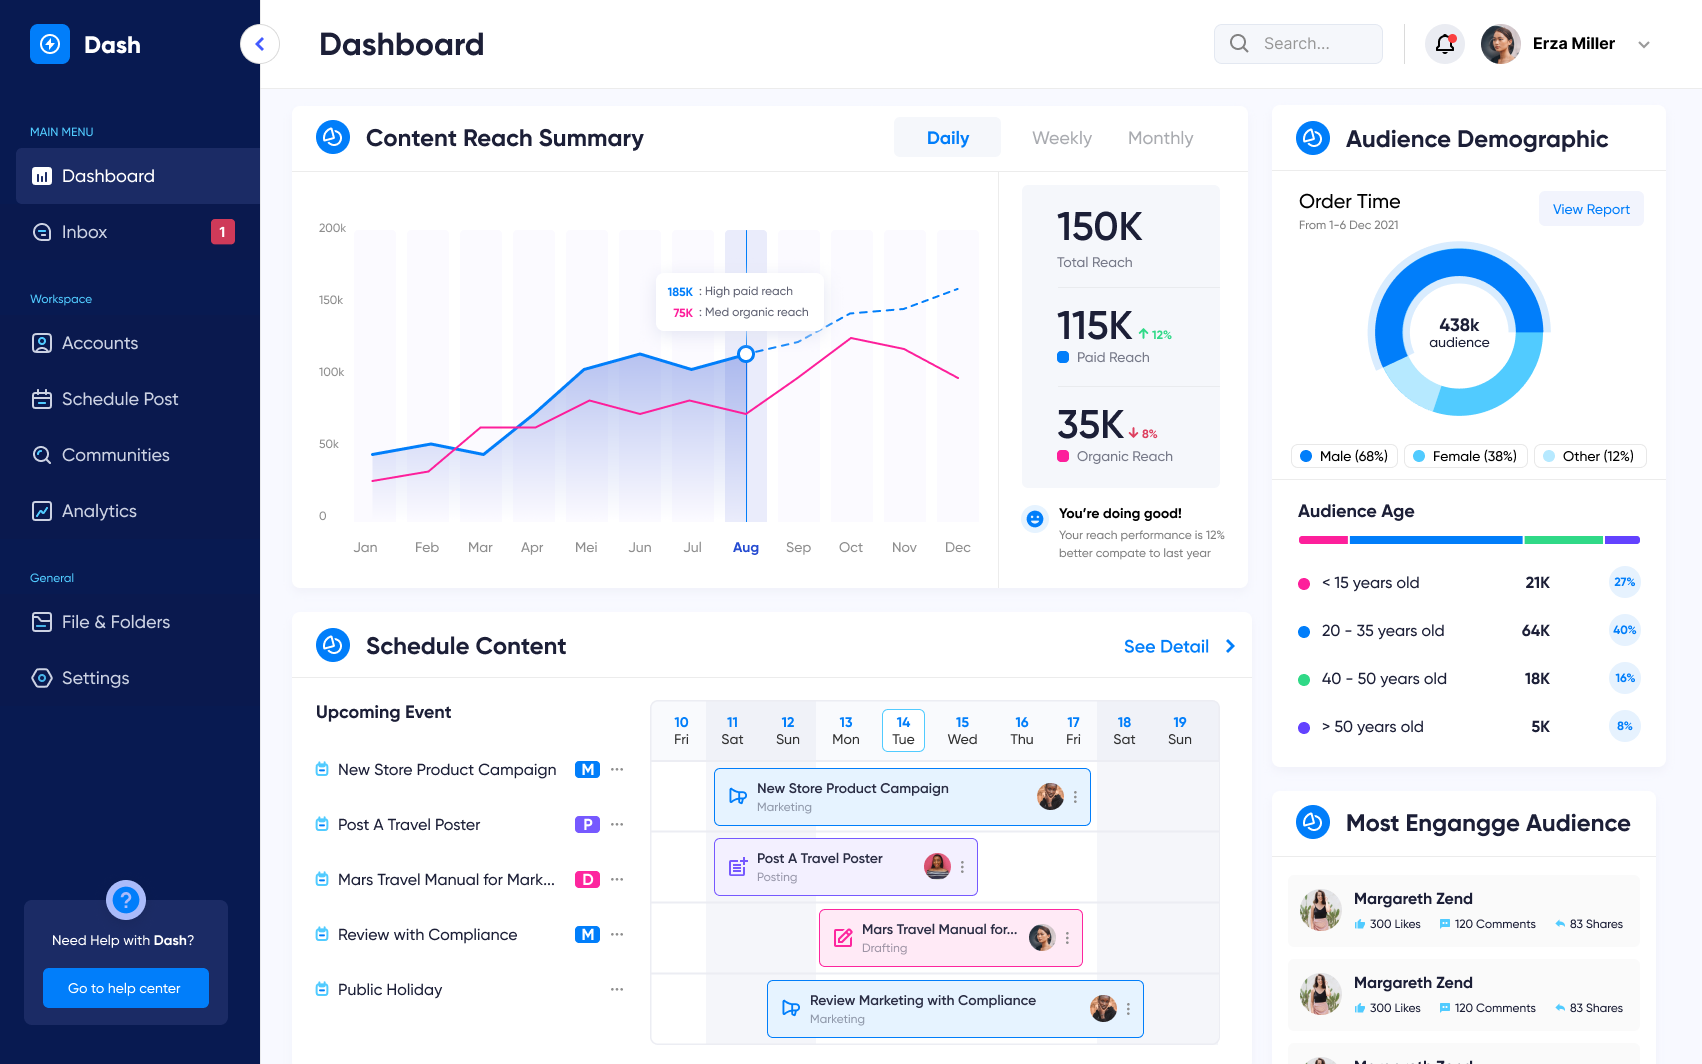 Dash
MAIN MENU
Dashboard
Inbox
1
Workspace
Accounts
Schedule Post
Communities
Analytics
General
File & Folders
Settings
?
Need Help with Dash?
Go to help center
Dashboard
Search...
Erza Miller
Content Reach Summary
Daily
Weekly
Monthly
200k
150k
100k
50k
0
185K : High paid reach
75K : Med organic reach
Jan Feb Mar Apr Mei Jun Jul Aug Sep Oct Nov Dec
150K
Total Reach
115K 12%
Paid Reach
35K 8%
Organic Reach
You're doing good!
Your reach performance is 12%
better compate to last year
Schedule Content
See Detail
Upcoming Event
New Store Product Campaign M
Post A Travel Poster P
Mars Travel Manual for Mark... D
Review with Compliance M
Public Holiday
10 11 12 13 14 15 16 17 18 19
Fri Sat Sun Mon Tue Wed Thu Fri Sat Sun
New Store Product Campaign
Marketing
Post A Travel Poster
Posting
Mars Travel Manual for...
Drafting
Review Marketing with Compliance
Marketing
Audience Demographic
Order Time
From 1-6 Dec 2021
View Report
438k
audience
Male (68%)
Female (38%)
Other (12%)
Audience Age
< 15 years old 21K 27%
20 - 35 years old 64K 40%
40 - 50 years old 18K 16%
> 50 years old 5K 8%
Most Engangge Audience
Margareth Zend
300 Likes 120 Comments 83 Shares
Margareth Zend
300 Likes 120 Comments 83 Shares
Margareth Zend